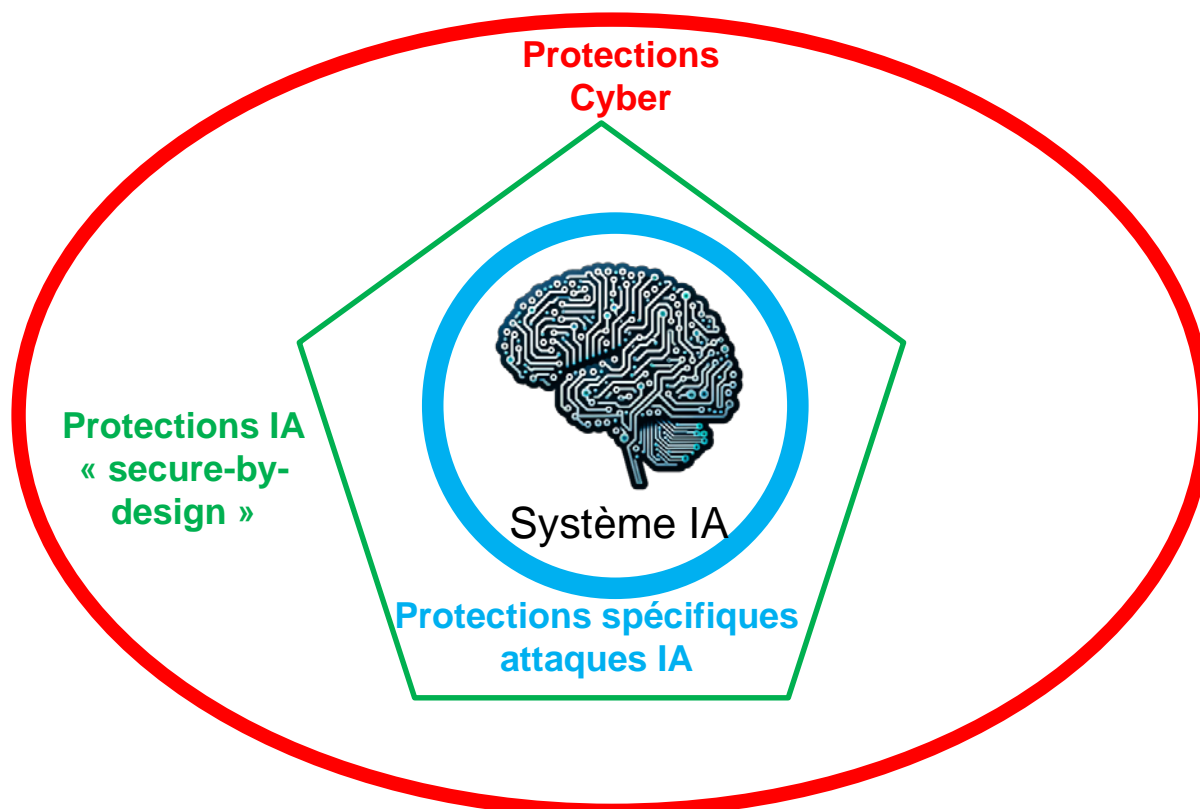 Protections
Cyber
Protections IA
« secure-by-
design »
Système IA
Protections spécifiques
attaques IA